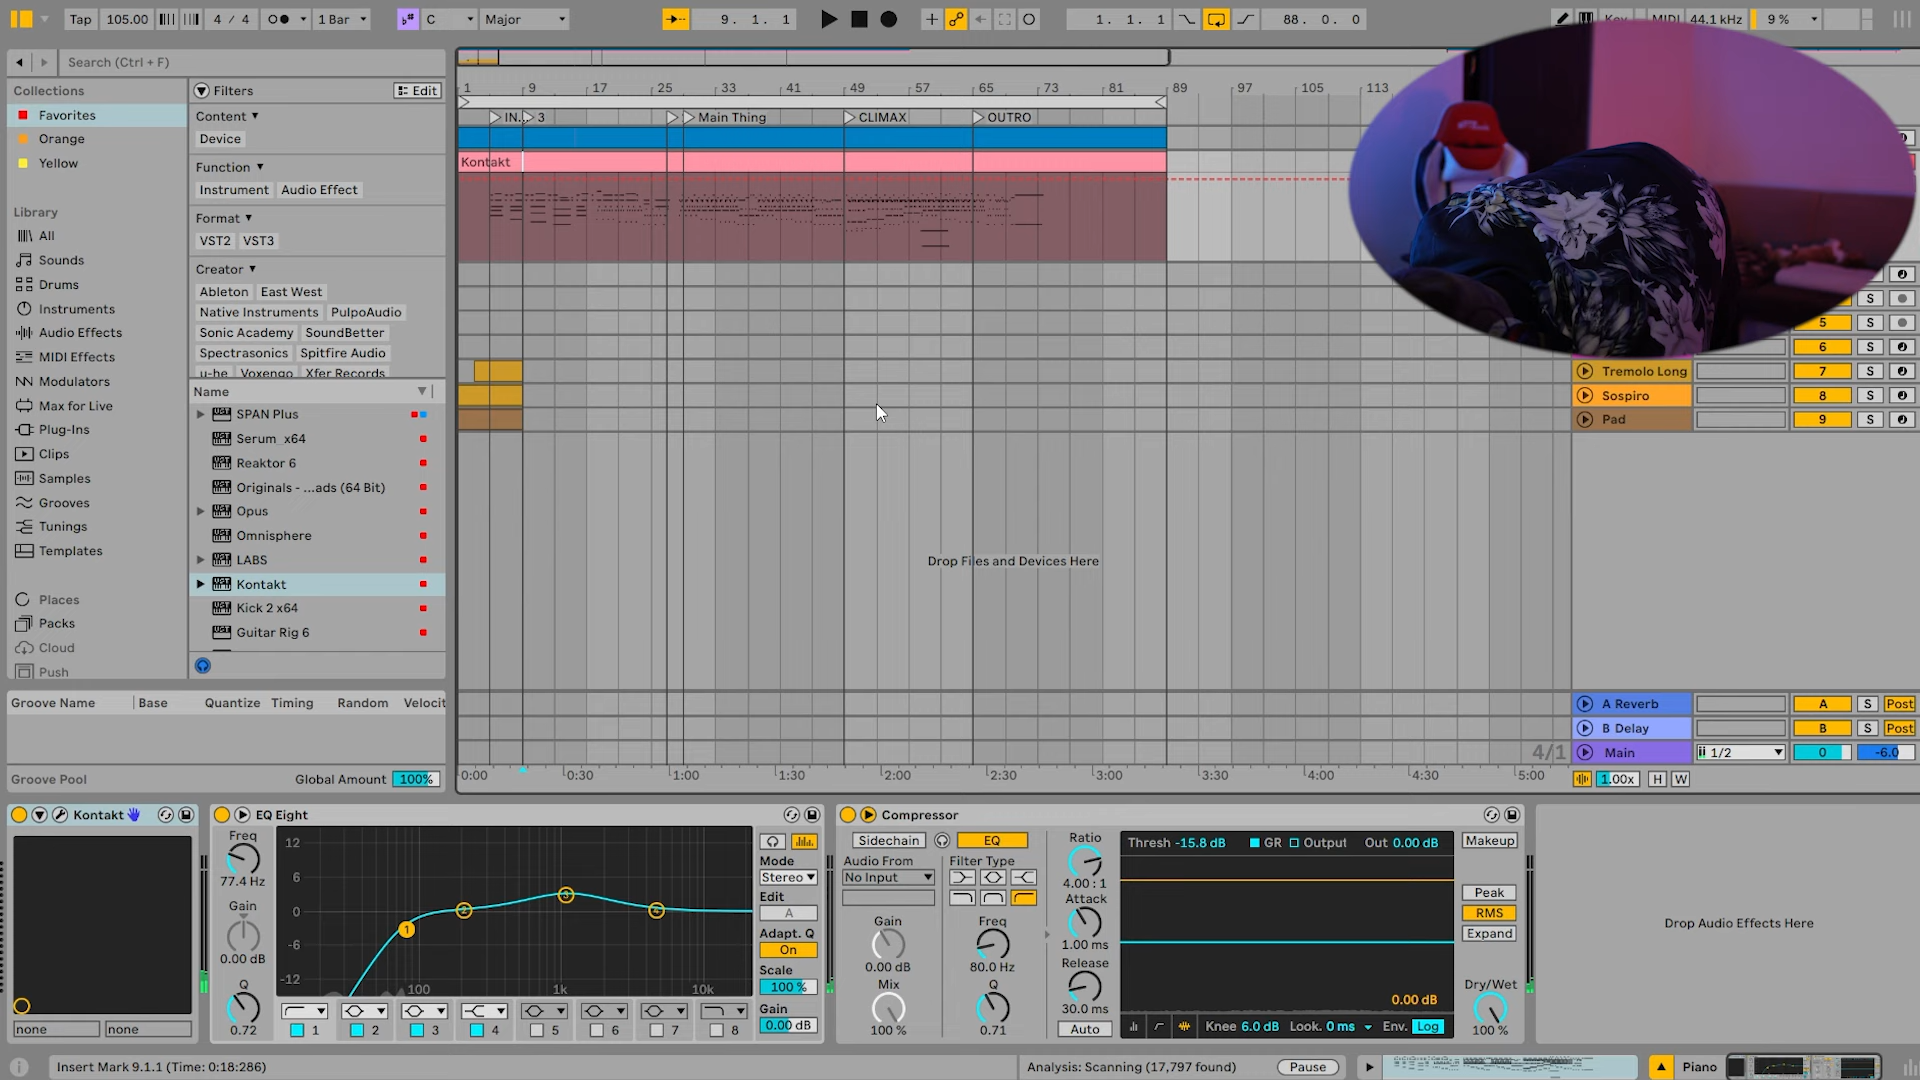 Tap 105.00 4 / 4 1 Bar C Major 9. 1. 1 1. 1. 1 88. 0. 0 MIDI 44.1 kHz 9 %
Search (Ctrl + F)
Collections
Favorites
Orange
Yellow
Library
All
Sounds
Drums
Instruments
Audio Effects
MIDI Effects
Modulators
Max for Live
Plug-Ins
Clips
Samples
Grooves
Tunings
Templates
Places
Packs
Cloud
Push
Filters Edit
Content
Device
Function
Instrument Audio Effect
Format
VST2 VST3
Creator
Ableton East West
Native Instruments PulpoAudio
Sonic Academy SoundBetter
Spectrasonics Spitfire Audio
u-he Voxengo Xfer Records
Name
SPAN Plus
Serum_x64
Reaktor 6
Originals - ...ads (64 Bit)
Opus
Omnisphere
LABS
Kontakt
Kick 2 x64
Guitar Rig 6
1 9 17 25 33 41 49 57 65 73 81 89 97 105 113
IN... 3 Main Thing CLIMAX OUTRO
Kontakt
S
5 S
6 S
Tremolo Long 7 S
Sospiro 8 S
Pad 9 S
Drop Files and Devices Here
A Reverb A S Post
B Delay B S Post
4/1 Main 1/2 0 -6.0
0:00 0:30 1:00 1:30 2:00 2:30 3:00 3:30 4:00 4:30 5:00 1.00x H W
Groove Name Base Quantize Timing Random Velocit
Groove Pool Global Amount 100%
Kontakt
none none
EQ Eight
Freq
77.4 Hz
Gain
0.00 dB
Q
0.72
12
6
0
-6
-12
1 2 3 4
100 1k 10k
1 2 3 4 5 6 7 8
Mode
Stereo
Edit
A
Adapt. Q
On
Scale
100 %
Gain
0.00 dB
Compressor
Sidechain EQ
Audio From Filter Type
No Input
Gain Freq
0.00 dB 80.0 Hz
Mix Q
100 % 0.71
Ratio
4.00 : 1
Attack
1.00 ms
Release
30.0 ms
Auto
Thresh -15.8 dB GR Output Out 0.00 dB
0.00 dB
Knee 6.0 dB Look. 0 ms Env. Log
Makeup
Peak
RMS
Expand
Dry/Wet
100 %
Drop Audio Effects Here
Insert Mark 9.1.1 (Time: 0:18:286) Analysis: Scanning (17,797 found) Pause Piano